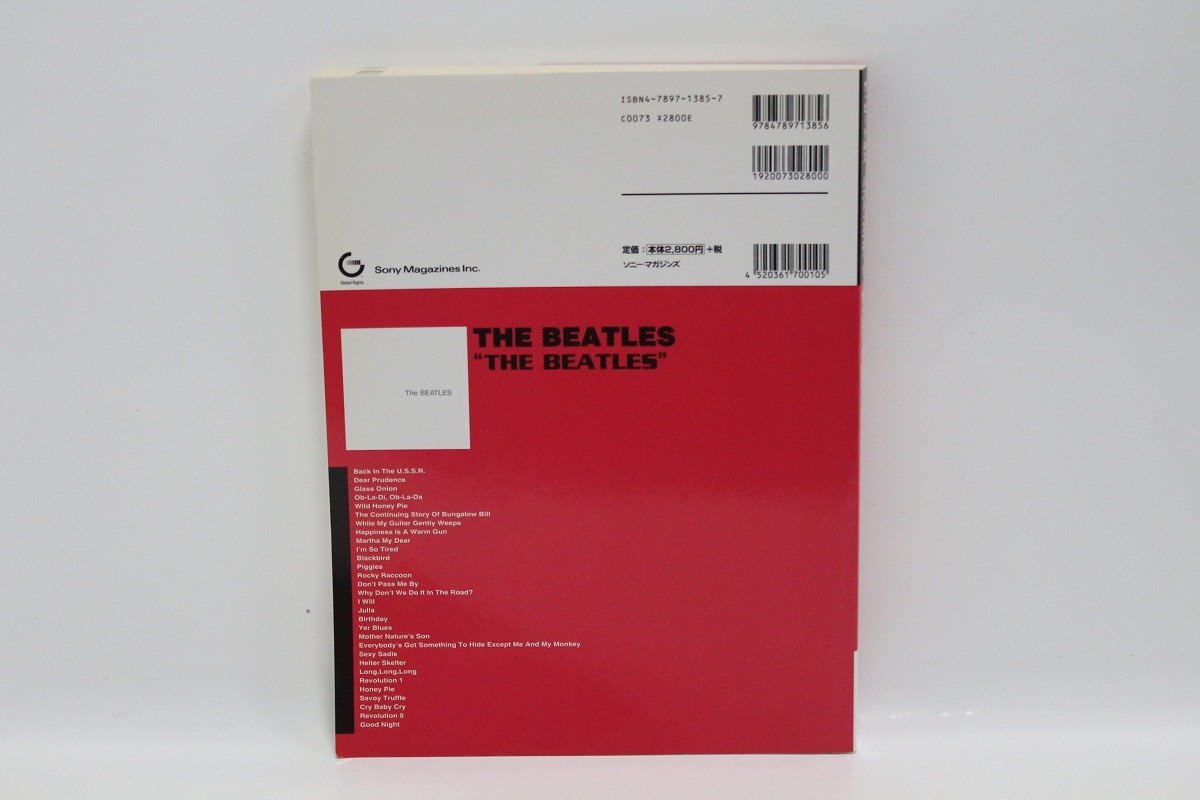 ISBN4-7897-1385-7
C0073 ¥2800E
9784789713856
1920073028000
定価：本体2,800円+税
ソニー・マガジンズ
4 520361 700105
Global Rights
Sony Magazines Inc.
THE BEATLES
"THE BEATLES"
The BEATLES
Back In The U.S.S.R.
Dear Prudence
Glass Onion
Ob-La-Di, Ob-La-Da
Wild Honey Pie
The Continuing Story Of Bungalow Bill
While My Guitar Gently Weeps
Happiness Is A Warm Gun
Martha My Dear
I'm So Tired
Blackbird
Piggies
Rocky Raccoon
Don't Pass Me By
Why Don't We Do It In The Road?
I Will
Julia
Birthday
Yer Blues
Mother Nature's Son
Everybody's Got Something To Hide Except Me And My Monkey
Sexy Sadie
Helter Skelter
Long,Long,Long
Revolution 1
Honey Pie
Savoy Truffle
Cry Baby Cry
Revolution 9
Good Night